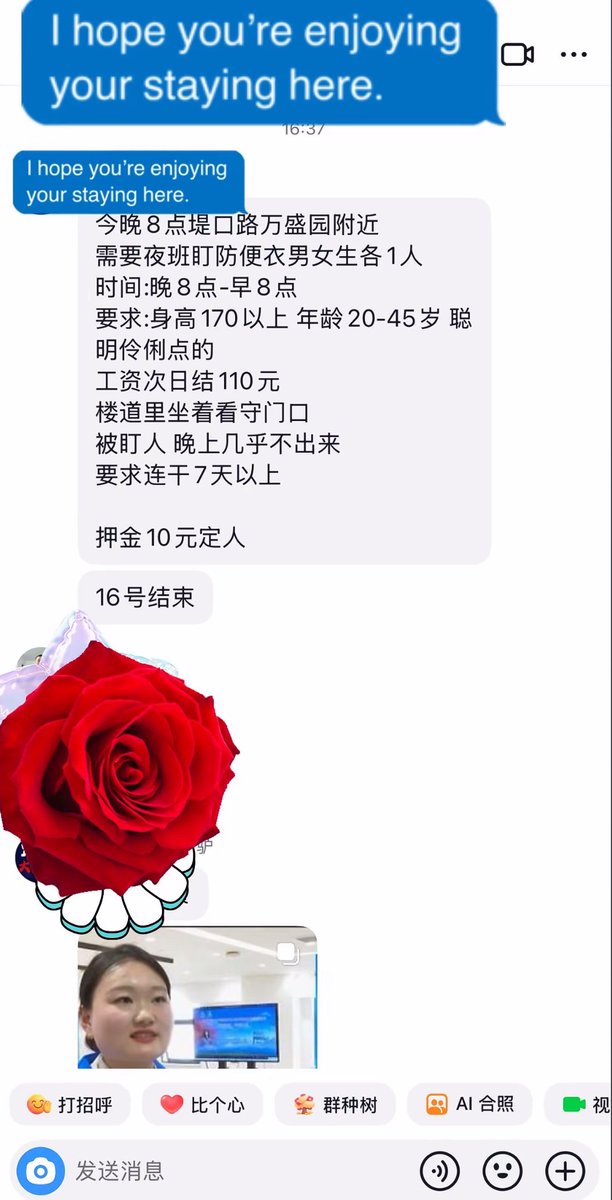 I hope you're enjoying
your staying here.
16:37
I hope you're enjoying
your staying here.
今晚8点堤口路万盛园附近
需要夜班盯防便衣男女生各1人
时间:晚8点-早8点
要求:身高170以上 年龄20-45岁 聪
明伶俐点的
工资次日结110元
楼道里坐着看守门口
被盯人 晚上几乎不出来
要求连干7天以上
押金10元定人
16号结束
驴
打招呼
比个心
群种树
AI 合照
视
发送消息